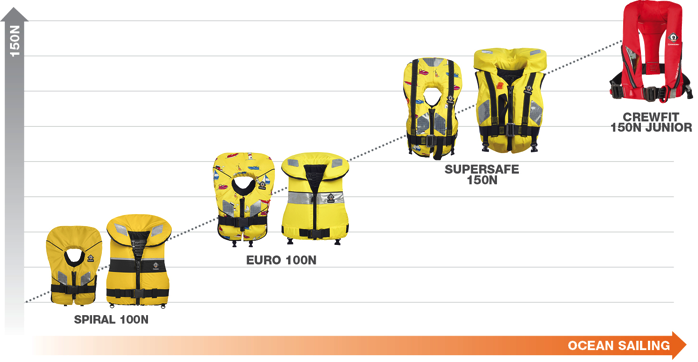 150N
CREWFIT
150N JUNIOR
SUPERSAFE
150N
EURO 100N
SPIRAL 100N
OCEAN SAILING